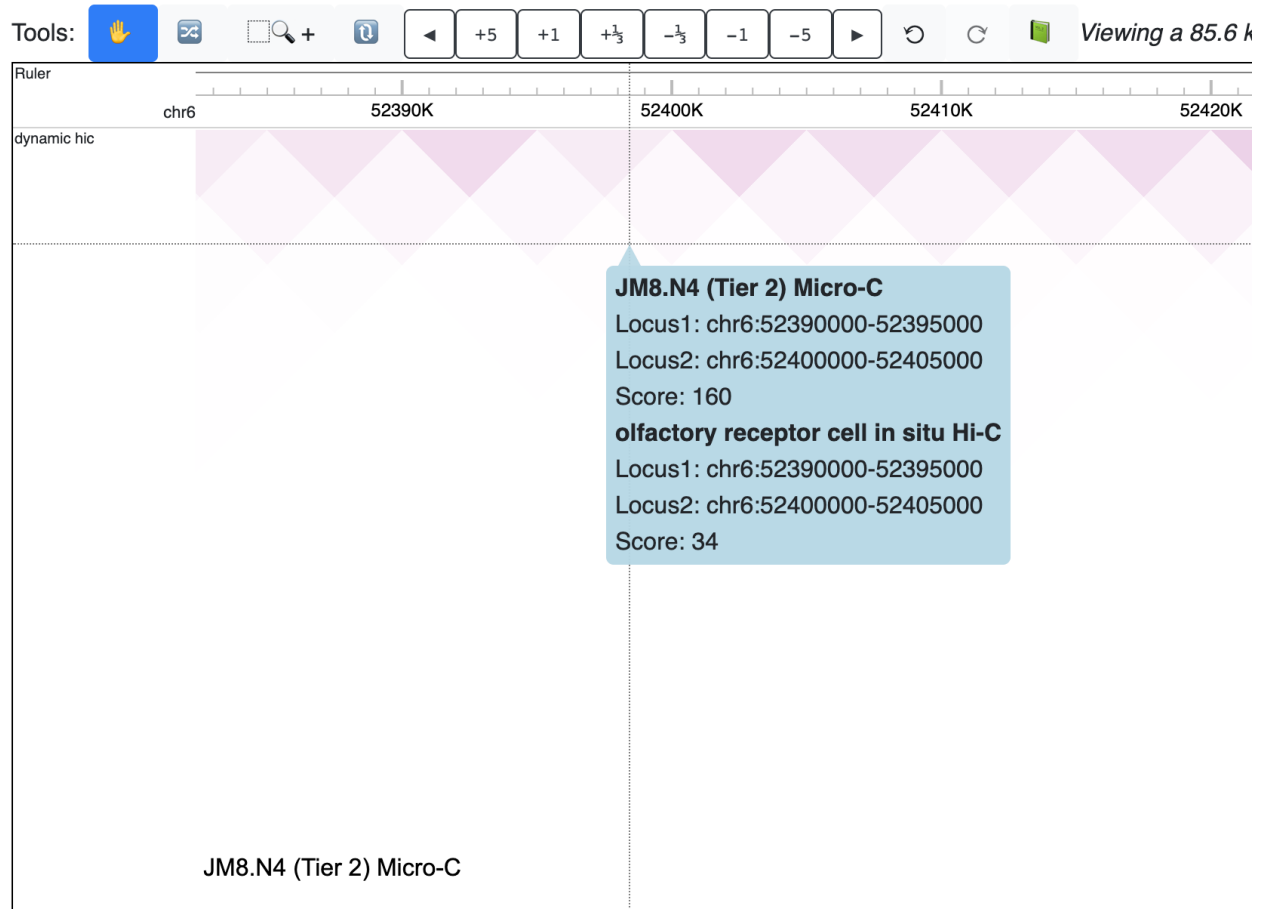 Tools: +  ◄ +5 +1 +⅓ −⅓ −1 −5 ► Viewing a 85.6 k
Ruler
chr6 52390K 52400K 52410K 52420K
dynamic hic
JM8.N4 (Tier 2) Micro-C
Locus1: chr6:52390000-52395000
Locus2: chr6:52400000-52405000
Score: 160
olfactory receptor cell in situ Hi-C
Locus1: chr6:52390000-52395000
Locus2: chr6:52400000-52405000
Score: 34
JM8.N4 (Tier 2) Micro-C